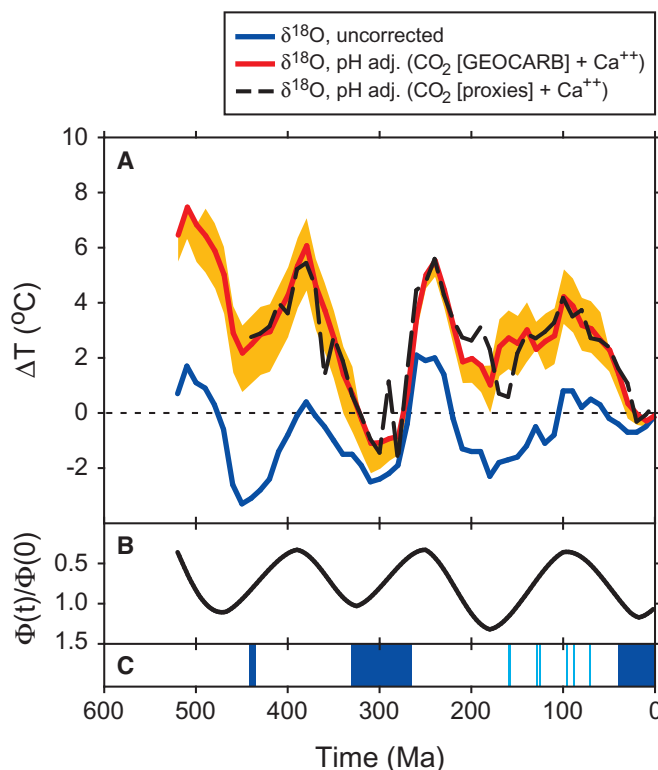 δ18O, uncorrected
δ18O, pH adj. (CO2 [GEOCARB] + Ca++)
δ18O, pH adj. (CO2 [proxies] + Ca++)
10
A
8
6
4
2
0
-2
ΔT (oC)
B
0.5
1.0
1.5
Φ(t)/Φ(0)
C
600 500 400 300 200 100 0
Time (Ma)